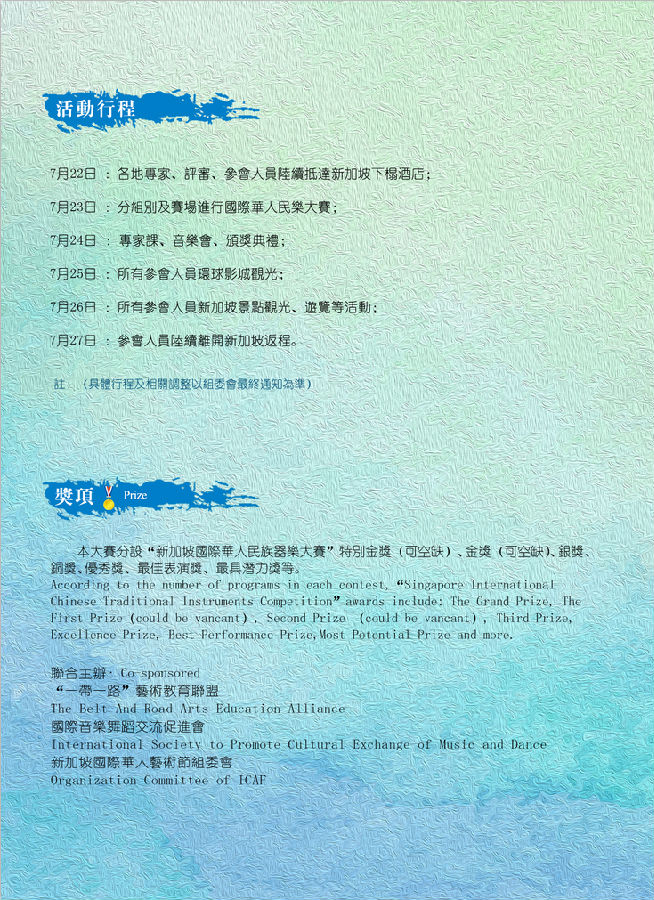 活動行程
7月22日 : 各地專家、評審、參會人員陸續抵達新加坡下榻酒店;
7月23日 : 分組別及賽場進行國際華人民樂大賽;
7月24日 : 專家課、音樂會、頒獎典禮;
7月25日 : 所有參會人員環球影城觀光;
7月26日 : 所有參會人員新加坡景點觀光、遊覽等活動;
7月27日 : 參會人員陸續離開新加坡返程。
註 :（具體行程及相關調整以組委會最終通知為準）
獎項 Prize
本大賽分設“新加坡國際華人民族器樂大賽”特別金獎（可空缺）、金獎（可空缺）、銀獎、
銅獎、優秀獎、最佳表演獎、最具潛力獎等。
According to the number of programs in each contest, “Singapore International
Chinese Traditional Instruments Competition” awards include: The Grand Prize, The
First Prize (could be vancant), Second Prize (could be vancant), Third Prize,
Excellence Prize, Best Performance Prize,Most Potential Prize and more.
聯合主辦: Co-sponsored
“一帶一路”藝術教育聯盟
The Belt And Road Arts Education Alliance
國際音樂舞蹈交流促進會
International Society to Promote Cultural Exchange of Music and Dance
新加坡國際華人藝術節組委會
Organization Committee of ICAF